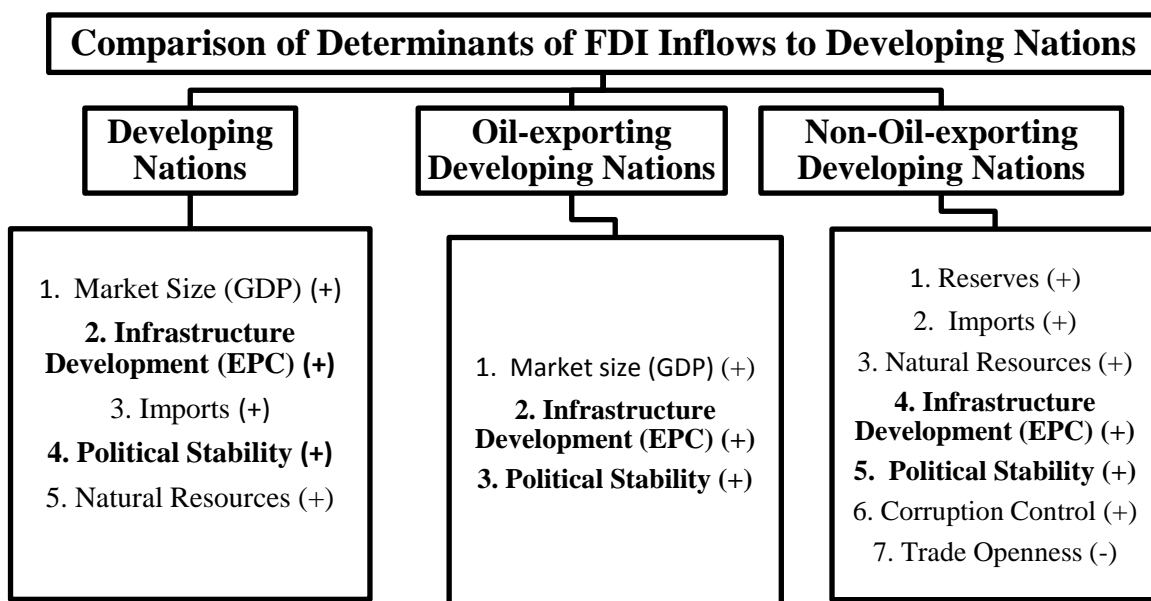 Comparison of Determinants of FDI Inflows to Developing Nations
Developing
Nations
Oil-exporting
Developing Nations
Non-Oil-exporting
Developing Nations
1. Market Size (GDP) (+)
2. Infrastructure
Development (EPC) (+)
3. Imports (+)
4. Political Stability (+)
5. Natural Resources (+)
1. Market size (GDP) (+)
2. Infrastructure
Development (EPC) (+)
3. Political Stability (+)
1. Reserves (+)
2. Imports (+)
3. Natural Resources (+)
4. Infrastructure
Development (EPC) (+)
5. Political Stability (+)
6. Corruption Control (+)
7. Trade Openness (-)